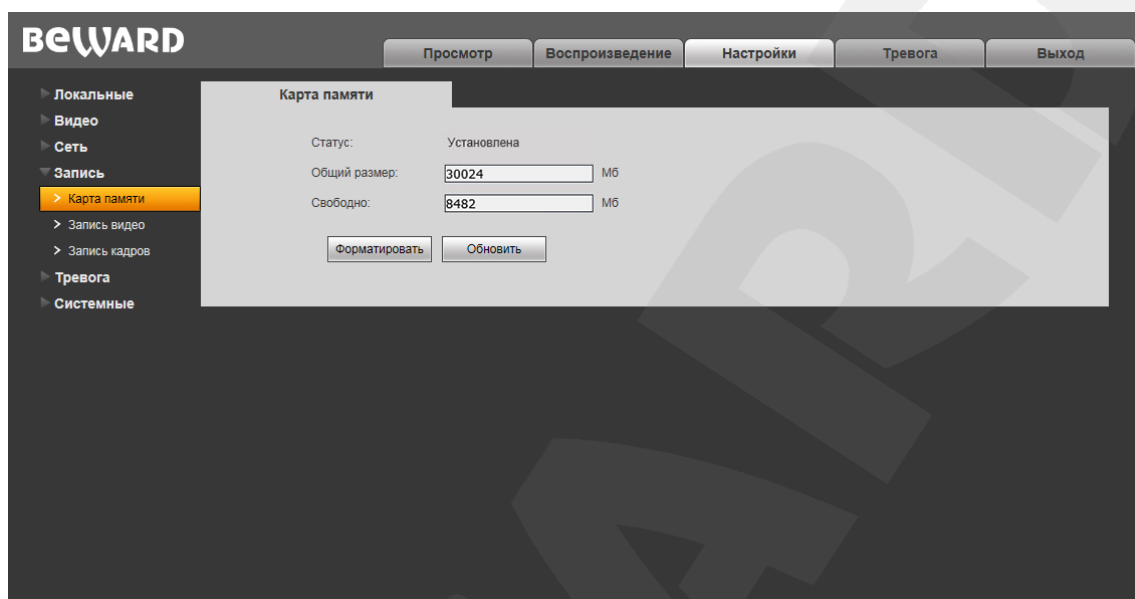 BEWARD
Просмотр Воспроизведение Настройки Тревога Выход
Локальные
Видео
Сеть
Запись
> Карта памяти
> Запись видео
> Запись кадров
Тревога
Системные
Карта памяти
Статус: Установлена
Общий размер: 30024 Мб
Свободно: 8482 Мб
Форматировать Обновить